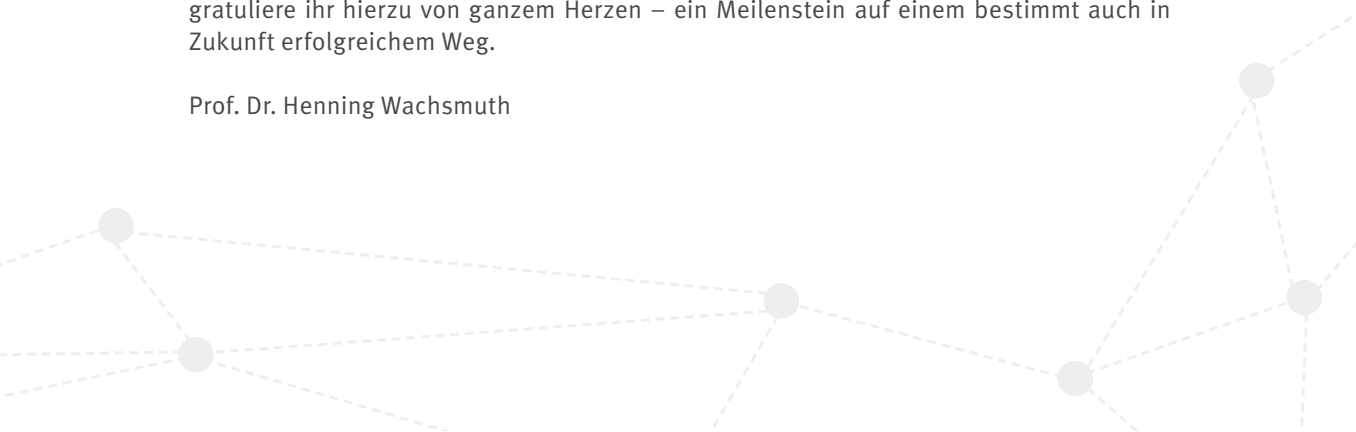 gratuliere ihr hierzu von ganzem Herzen – ein Meilenstein auf einem bestimmt auch in
Zukunft erfolgreichem Weg.
Prof. Dr. Henning Wachsmuth